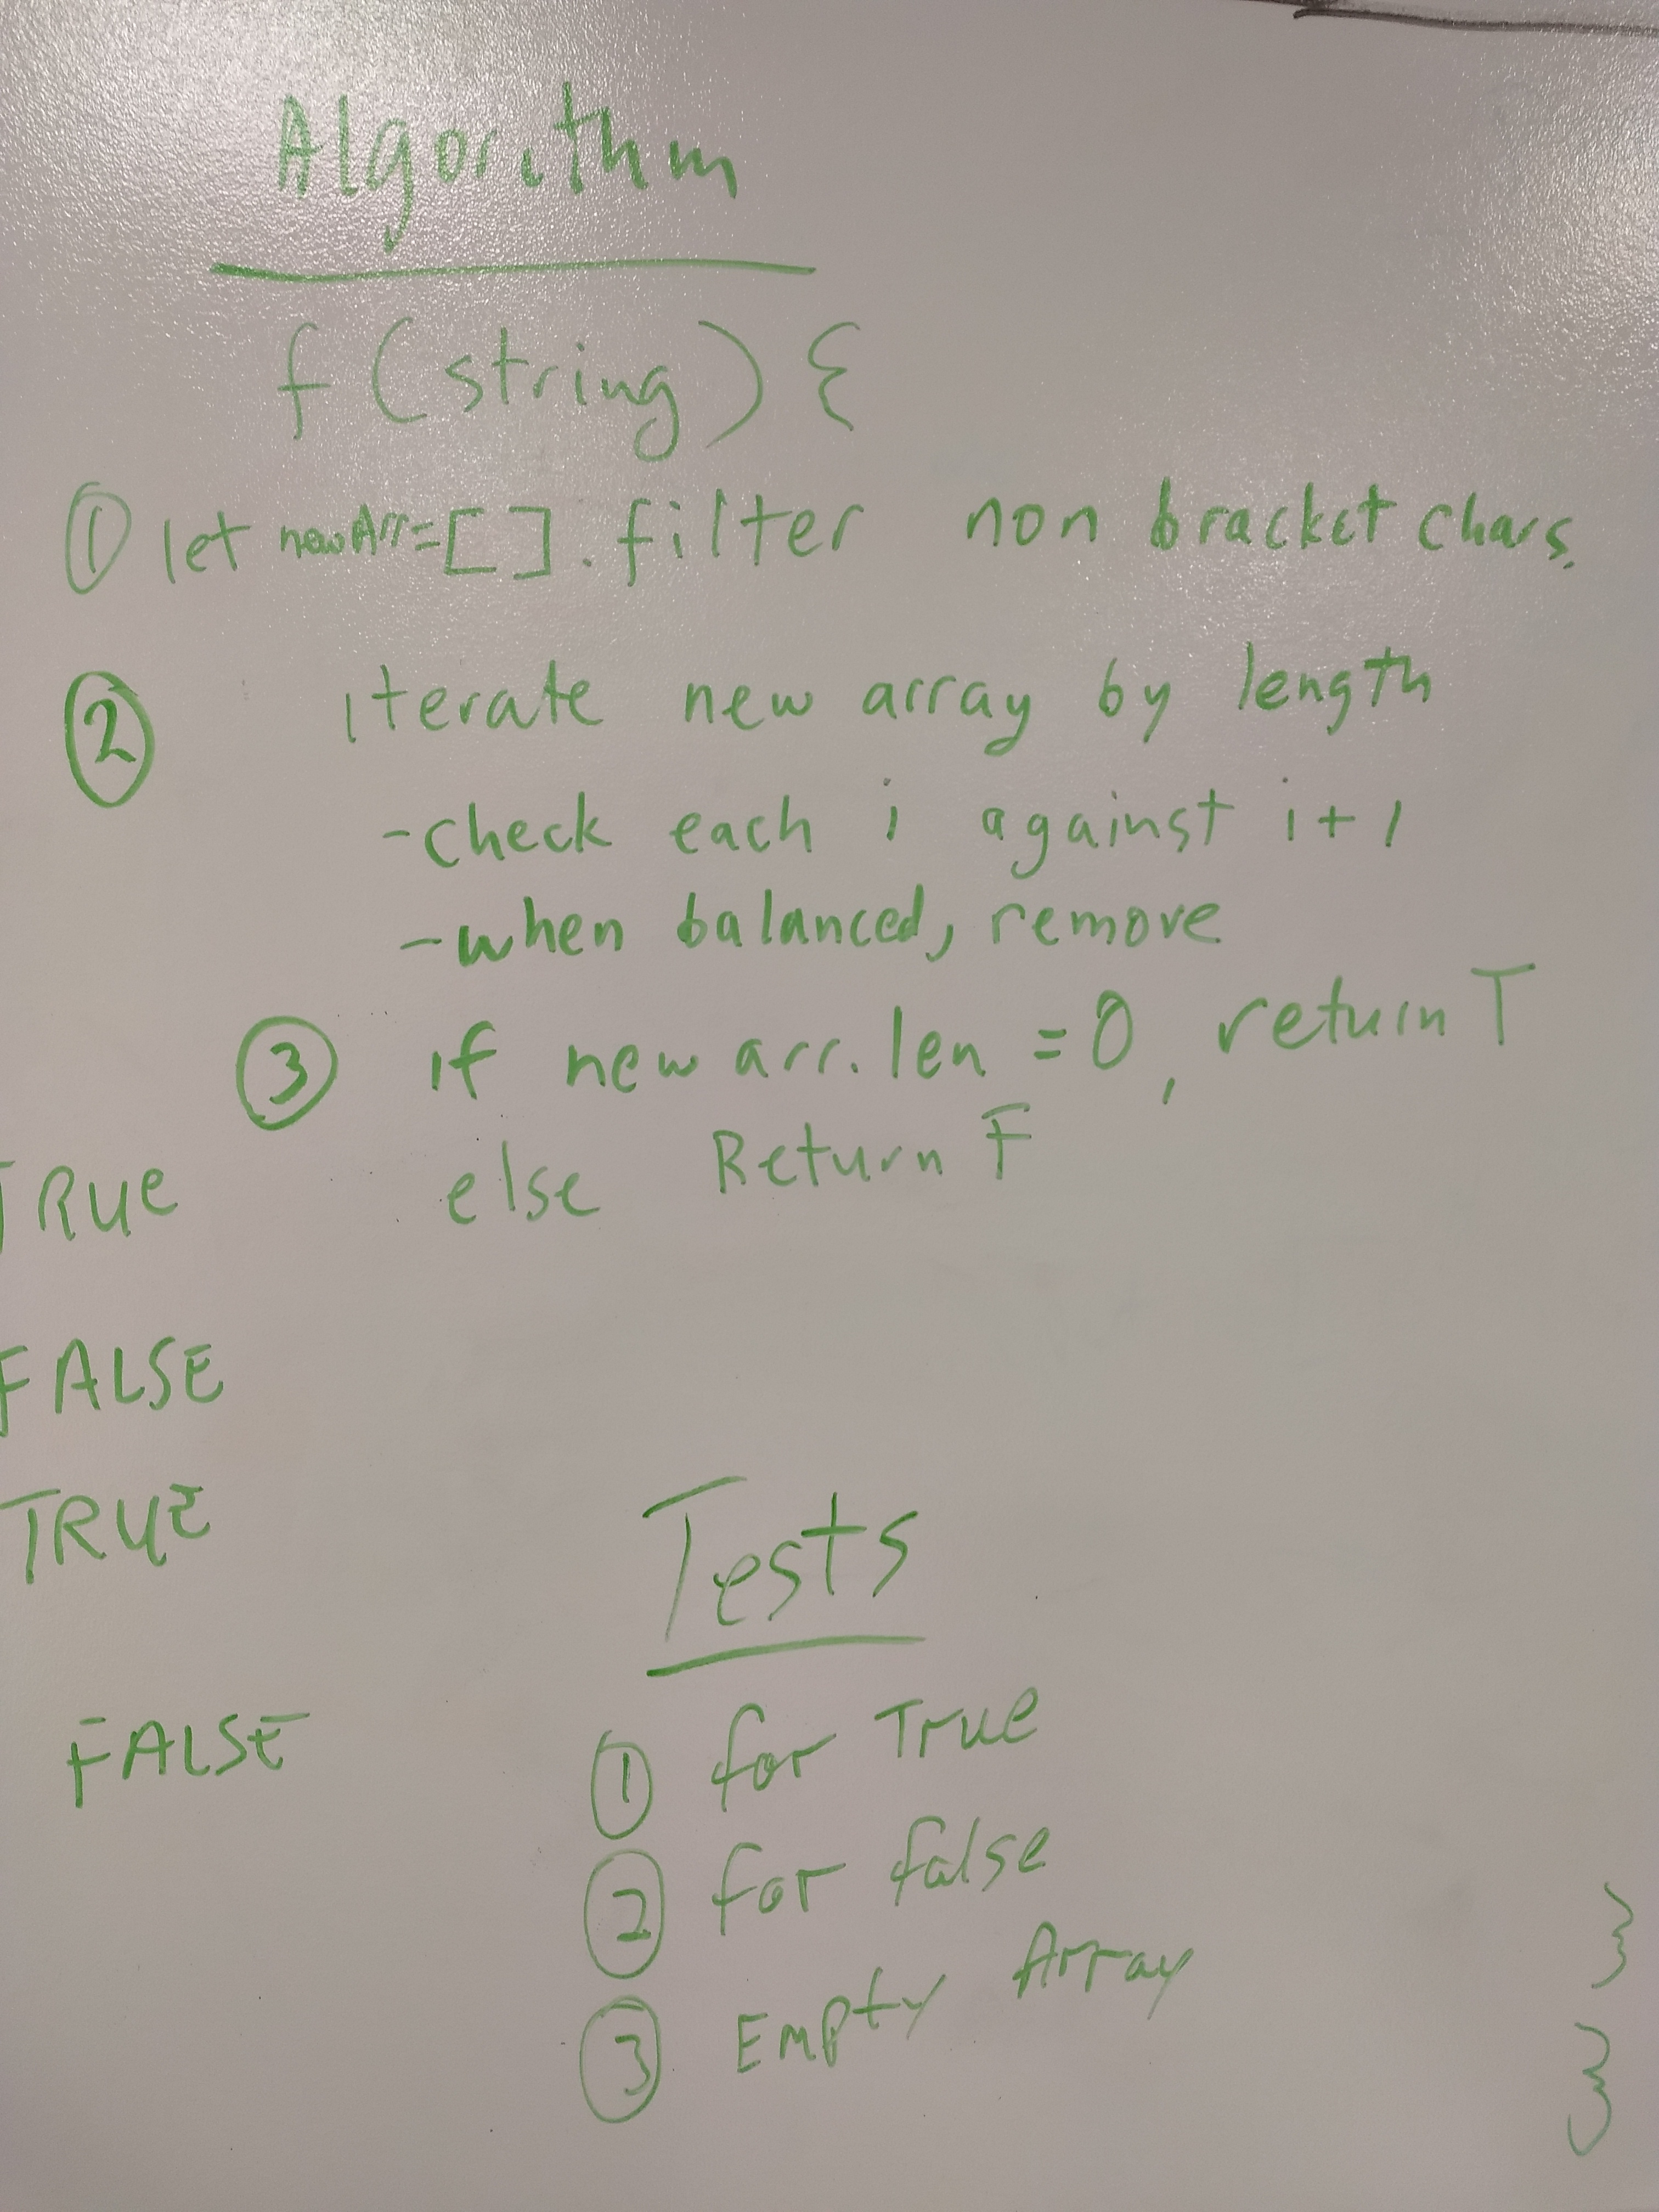 Algorithm
f(string){
① let newArr=[].filter non bracket chars.
② iterate new array by length
-check each i against i+1
-when balanced, remove
③ if new arr.len =0, return T
else Return F
TRUE
FALSE
TRUE
FALSE
Tests
① for True
② for false
③ Empty Array
}
}